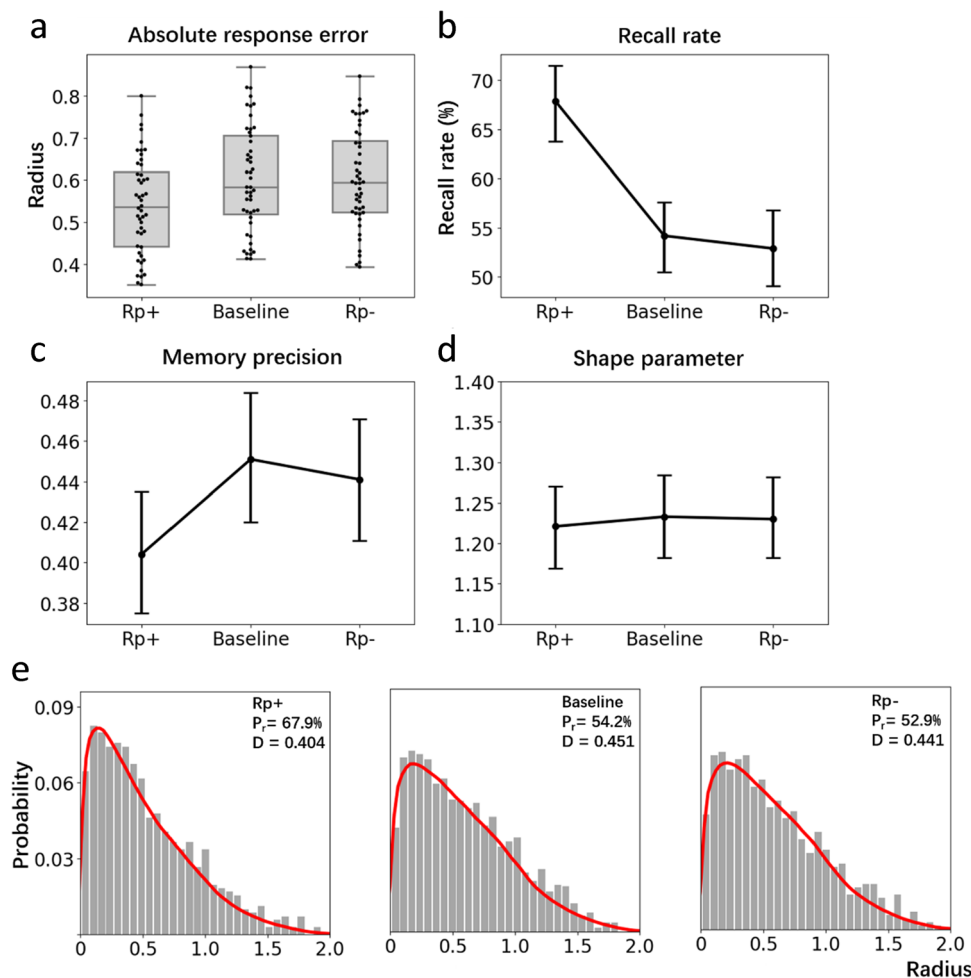 a
Absolute response error
Radius
0.8
0.7
0.6
0.5
0.4
Rp+ Baseline Rp-
b
Recall rate
Recall rate (%)
70
65
60
55
50
Rp+ Baseline Rp-
c
Memory precision
0.48
0.46
0.44
0.42
0.40
0.38
Rp+ Baseline Rp-
d
Shape parameter
1.40
1.35
1.30
1.25
1.20
1.15
1.10
Rp+ Baseline Rp-
e
Probability
0.09
0.06
0.03
Rp+
Pr= 67.9%
D = 0.404
0 0.5 1.0 1.5 2.0
Baseline
Pr= 54.2%
D = 0.451
0 0.5 1.0 1.5 2.0
Rp-
Pr= 52.9%
D = 0.441
0 0.5 1.0 1.5 2.0
Radius